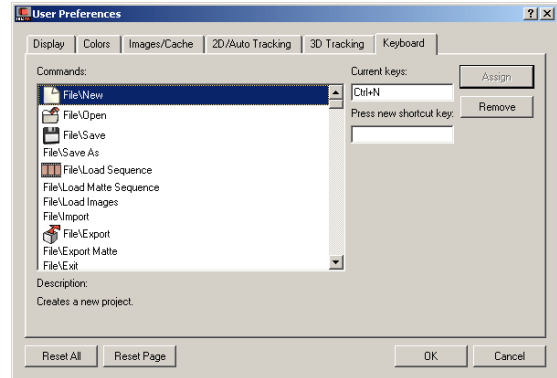 User Preferences
Display Colors Images/Cache 2D/Auto Tracking 3D Tracking Keyboard
Commands:
File\New
File\Open
File\Save
File\Save As
File\Load Sequence
File\Load Matte Sequence
File\Load Images
File\Import
File\Export
File\Export Matte
File\Exit
Current keys:
Ctrl+N
Press new shortcut key:
Assign
Remove
Description:
Creates a new project.
Reset All Reset Page OK Cancel